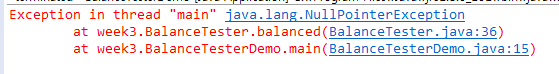 Exception in thread "main" java.lang.NullPointerException
at week3.BalanceTester.balanced(BalanceTester.java:36)
at week3.BalanceTesterDemo.main(BalanceTesterDemo.java:15)